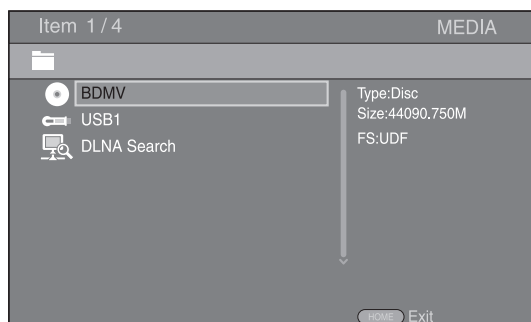 Item 1/4
MEDIA
BDMV
USB1
DLNA Search
Type:Disc
Size:44090.750M
FS:UDF
HOME Exit